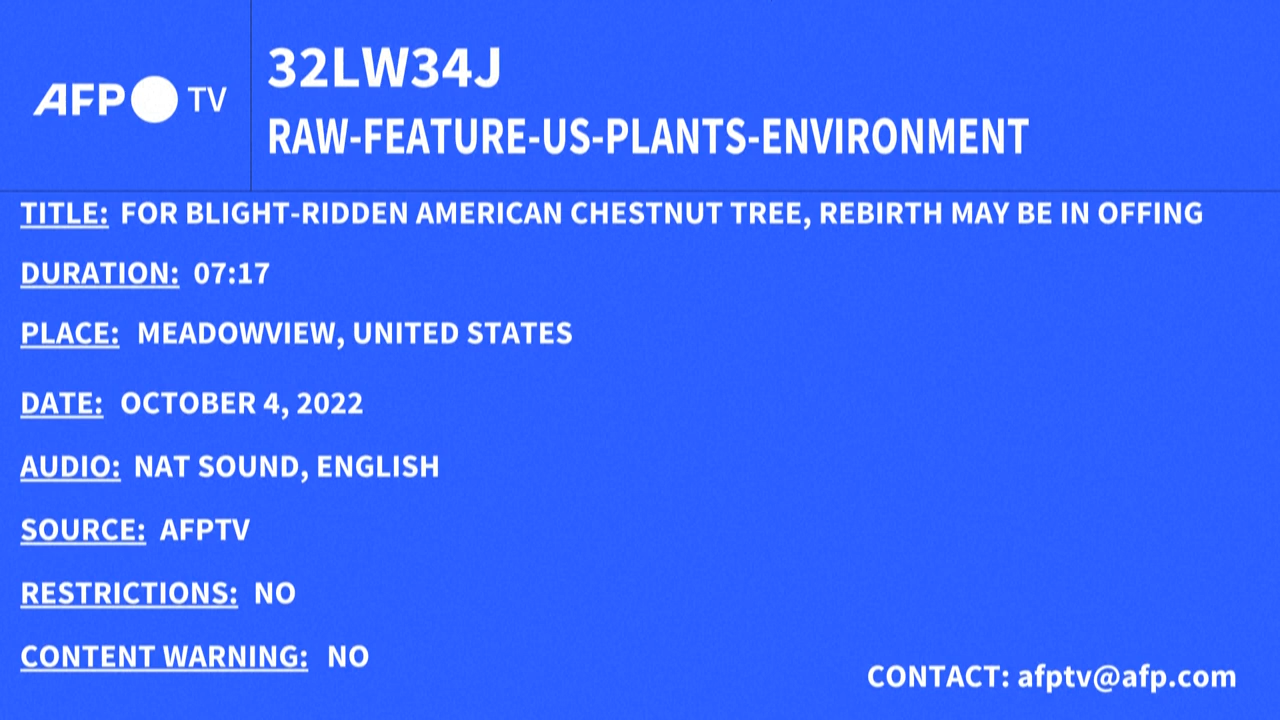 AFP TV
32LW34J
RAW-FEATURE-US-PLANTS-ENVIRONMENT
TITLE: FOR BLIGHT-RIDDEN AMERICAN CHESTNUT TREE, REBIRTH MAY BE IN OFFING
DURATION: 07:17
PLACE: MEADOWVIEW, UNITED STATES
DATE: OCTOBER 4, 2022
AUDIO: NAT SOUND, ENGLISH
SOURCE: AFPTV
RESTRICTIONS: NO
CONTENT WARNING: NO
CONTACT: afptv@afp.com